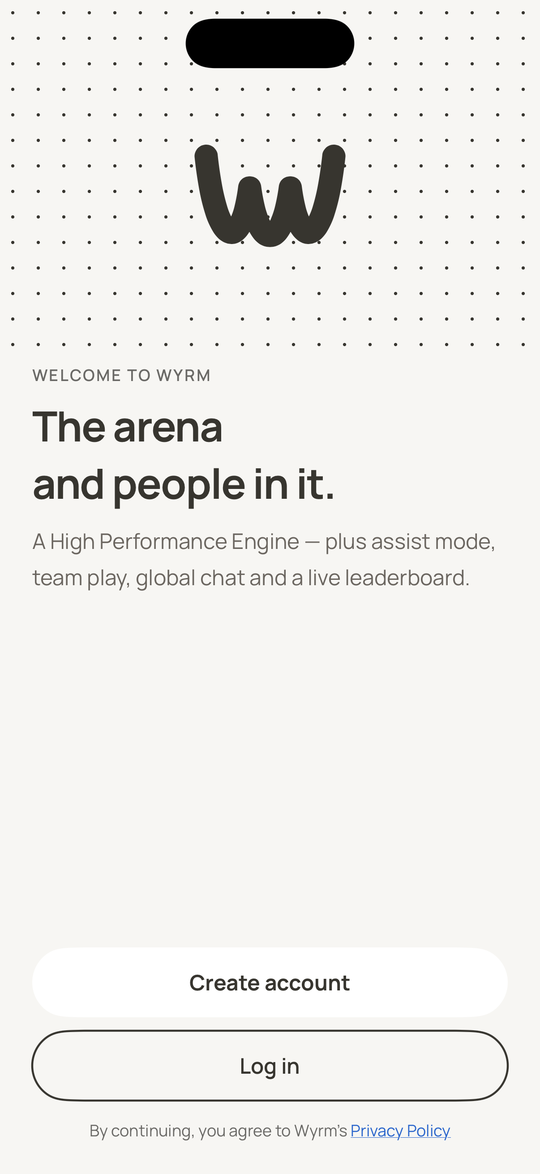 WELCOME TO WYRM
The arena
and people in it.
A High Performance Engine — plus assist mode,
team play, global chat and a live leaderboard.
Create account
Log in
By continuing, you agree to Wyrm's Privacy Policy